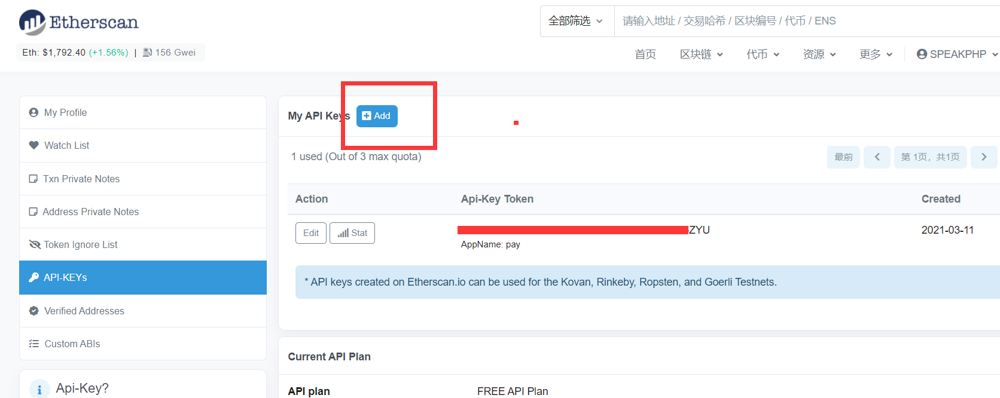 Etherscan
全部筛选
请输入地址 / 交易哈希 / 区块编号 / 代币 / ENS
Eth: $1,792.40 (+1.56%) | 156 Gwei
首页 区块链 代币 资源 更多 SPEAKPHP
My Profile
Watch List
Txn Private Notes
Address Private Notes
Token Ignore List
API-KEYs
Verified Addresses
Custom ABIs
Api-Key?
My API Keys
Add
1 used (Out of 3 max quota)
最前
第 1页，共1页
Action Api-Key Token Created
Edit Stat ZYU 2021-03-11
AppName: pay
* API keys created on Etherscan.io can be used for the Kovan, Rinkeby, Ropsten, and Goerli Testnets.
Current API Plan
API plan FREE API Plan